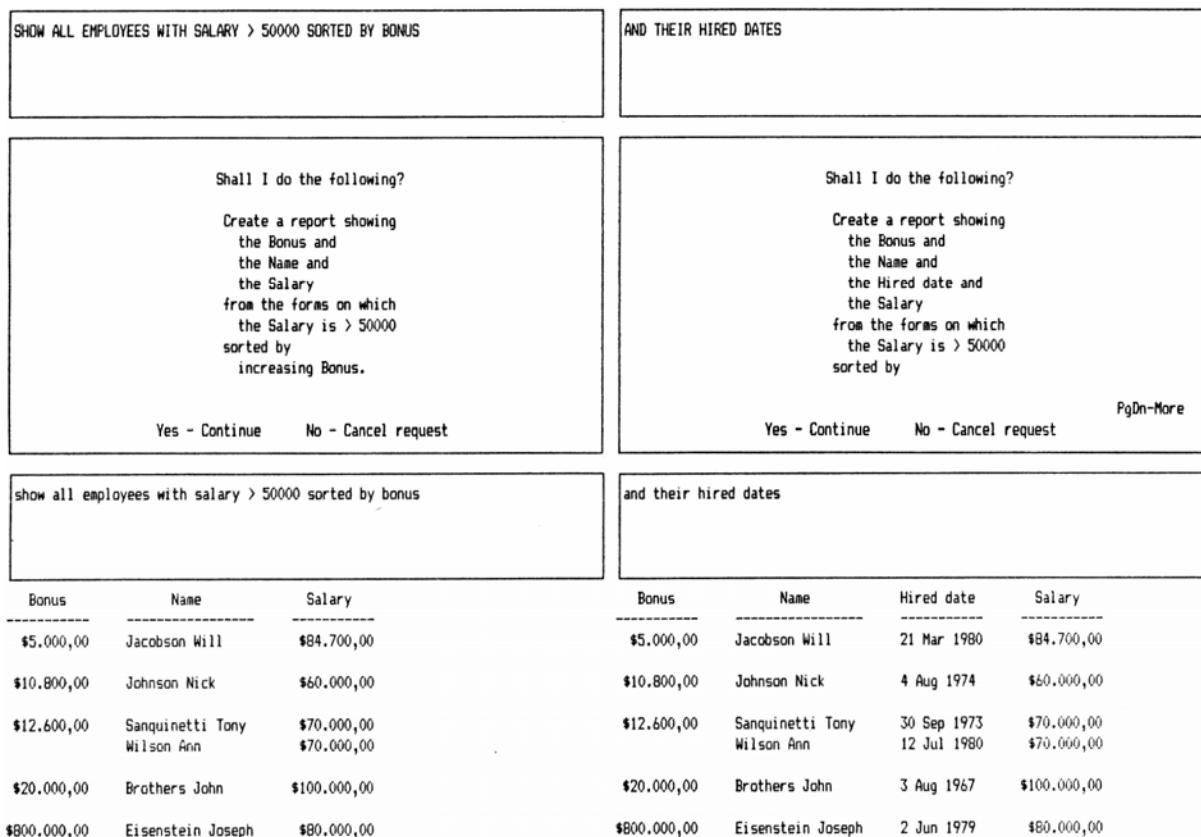 SHOW ALL EMPLOYEES WITH SALARY > 50000 SORTED BY BONUS
Shall I do the following?
Create a report showing
the Bonus and
the Name and
the Salary
from the forms on which
the Salary is > 50000
sorted by
increasing Bonus.
Yes - Continue No - Cancel request
show all employees with salary > 50000 sorted by bonus
Bonus Name Salary
------------ ------------------ ------------
$5.000,00 Jacobson Will $84.700,00
$10.800,00 Johnson Nick $60.000,00
$12.600,00 Sanquinetti Tony $70.000,00
Wilson Ann $70.000,00
$20.000,00 Brothers John $100.000,00
$800.000,00 Eisenstein Joseph $80.000,00
AND THEIR HIRED DATES
Shall I do the following?
Create a report showing
the Bonus and
the Name and
the Hired date and
the Salary
from the forms on which
the Salary is > 50000
sorted by
PgDn-More
Yes - Continue No - Cancel request
and their hired dates
Bonus Name Hired date Salary
------------ ------------------ ------------ ------------
$5.000,00 Jacobson Will 21 Mar 1980 $84.700,00
$10.800,00 Johnson Nick 4 Aug 1974 $60.000,00
$12.600,00 Sanquinetti Tony 30 Sep 1973 $70.000,00
Wilson Ann 12 Jul 1980 $70.000,00
$20.000,00 Brothers John 3 Aug 1967 $100.000,00
$800.000,00 Eisenstein Joseph 2 Jun 1979 $80.000,00